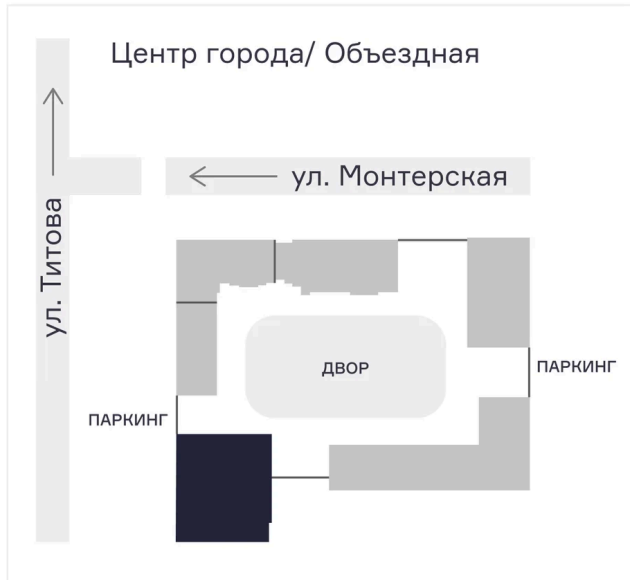 Центр города/ Объездная
ул. Монтерская
ул. Титова
ДВОР
ПАРКИНГ
ПАРКИНГ